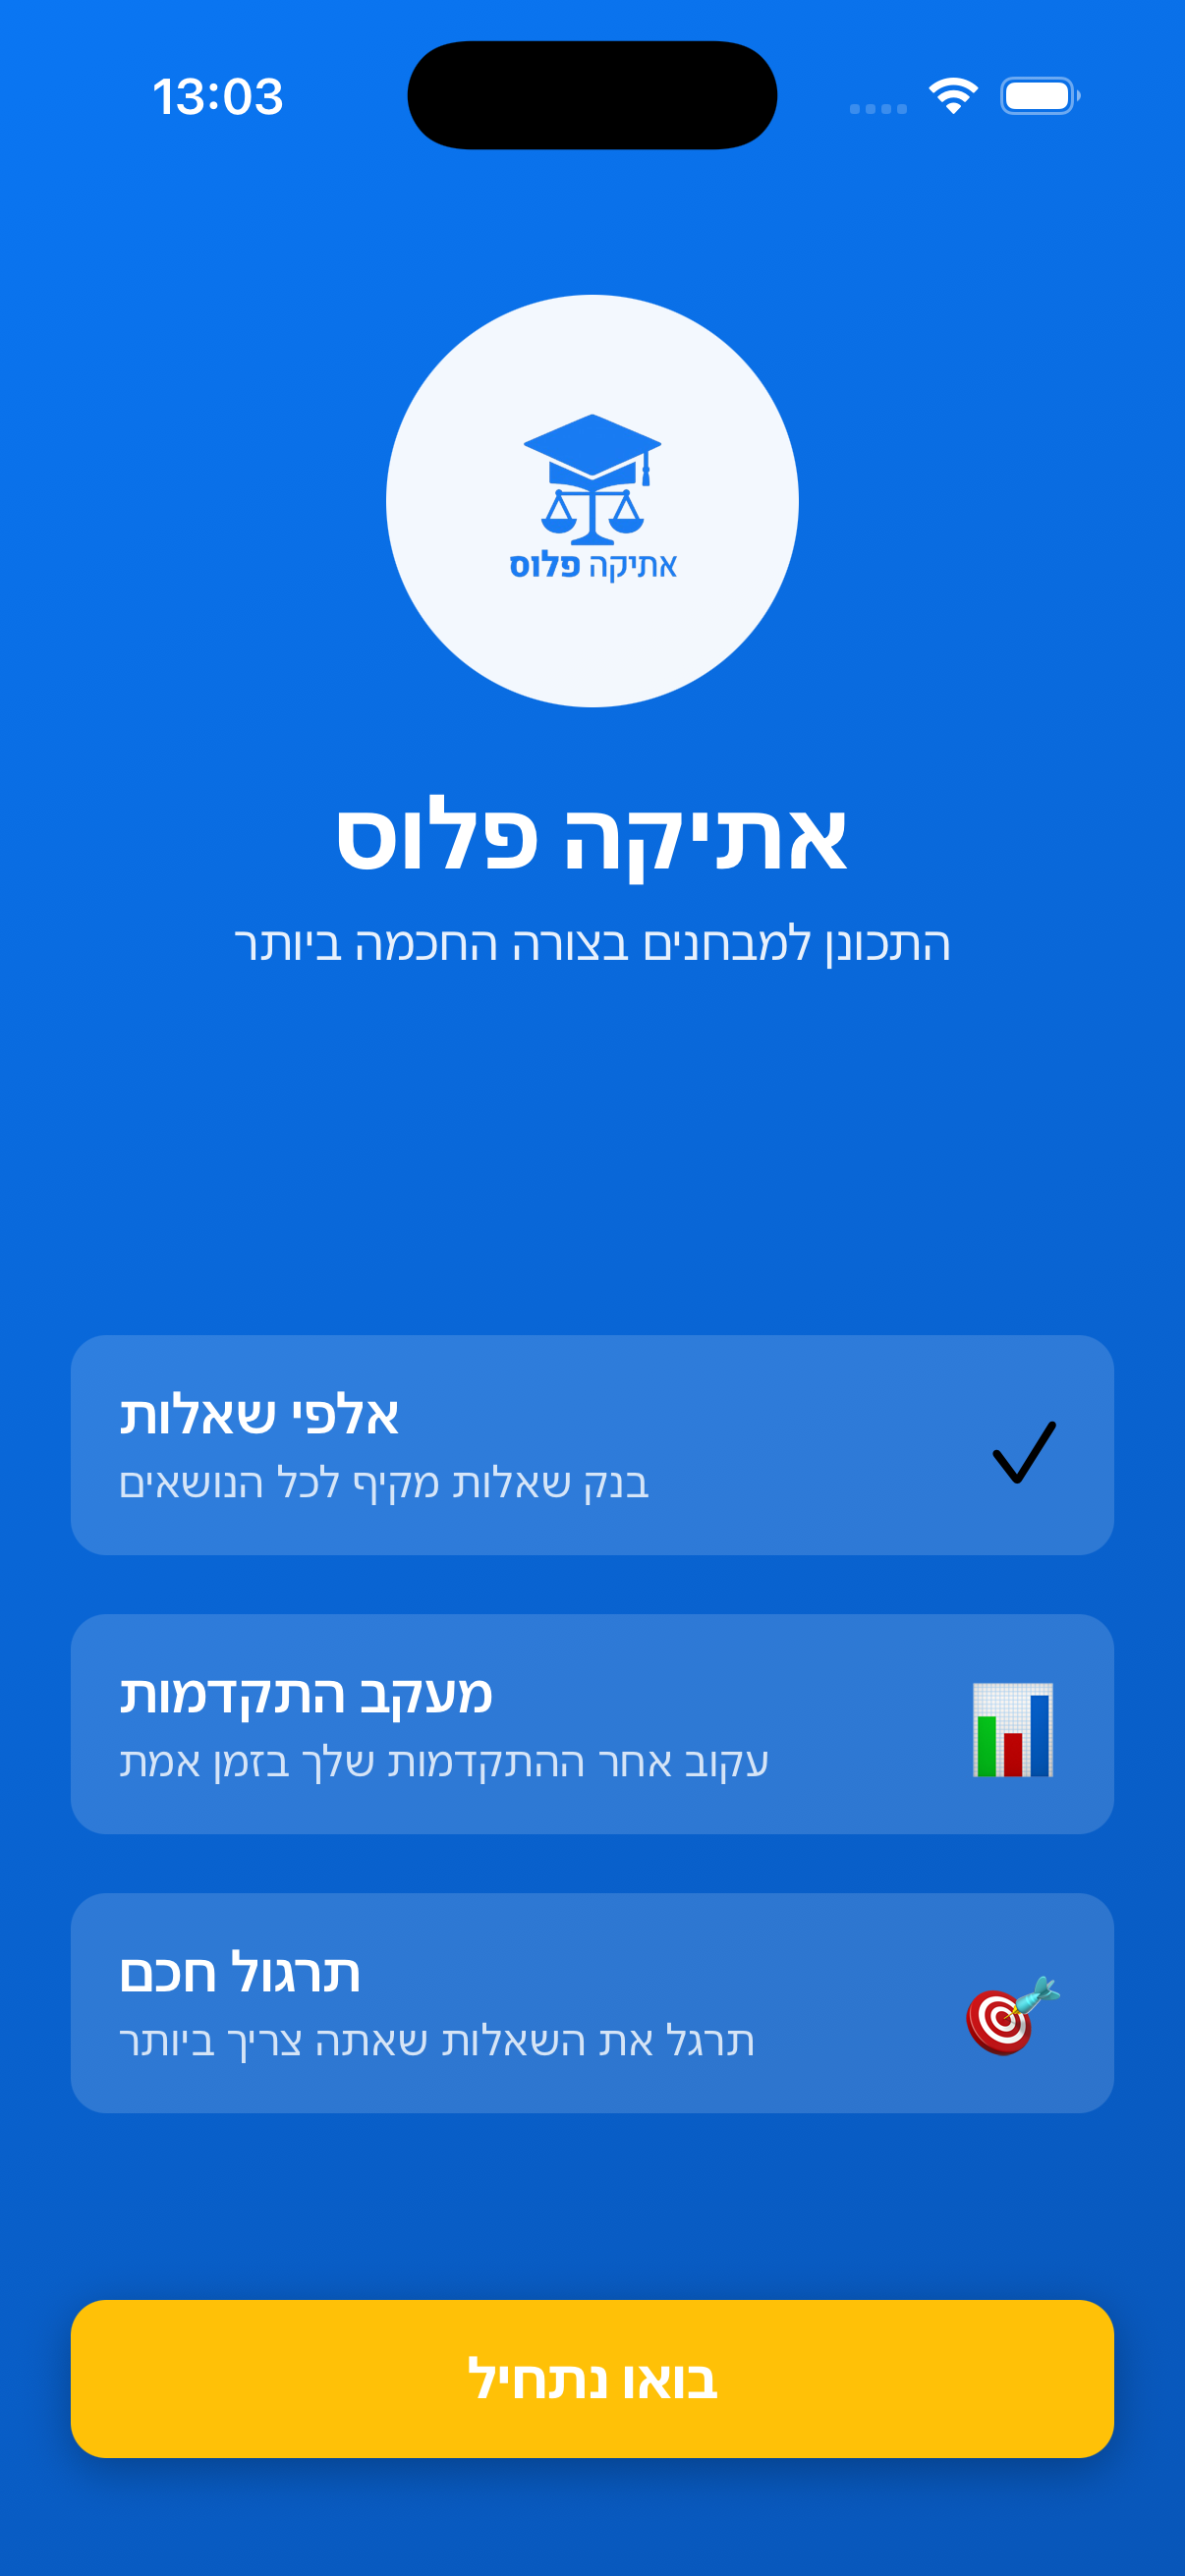 13:03
אתיקה פלוס
אתיקה פלוס
התכונן למבחנים בצורה החכמה ביותר
אלפי שאלות
בנק שאלות מקיף לכל הנושאים
מעקב התקדמות
עקוב אחר ההתקדמות שלך בזמן אמת
תרגול חכם
תרגל את השאלות שאתה צריך ביותר
בואו נתחיל